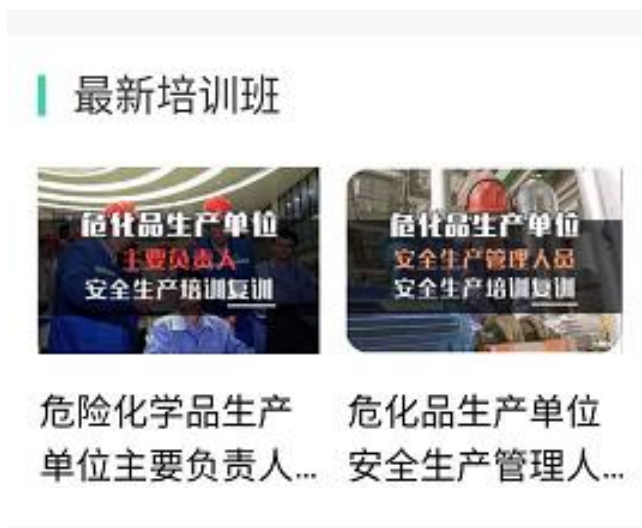 最新培训班
危化品生产单位
主要负责人
安全生产培训复训
危化品生产单位
安全生产管理人员
安全生产培训复训
危险化学品生产
单位主要负责人...
危化品生产单位
安全生产管理人...